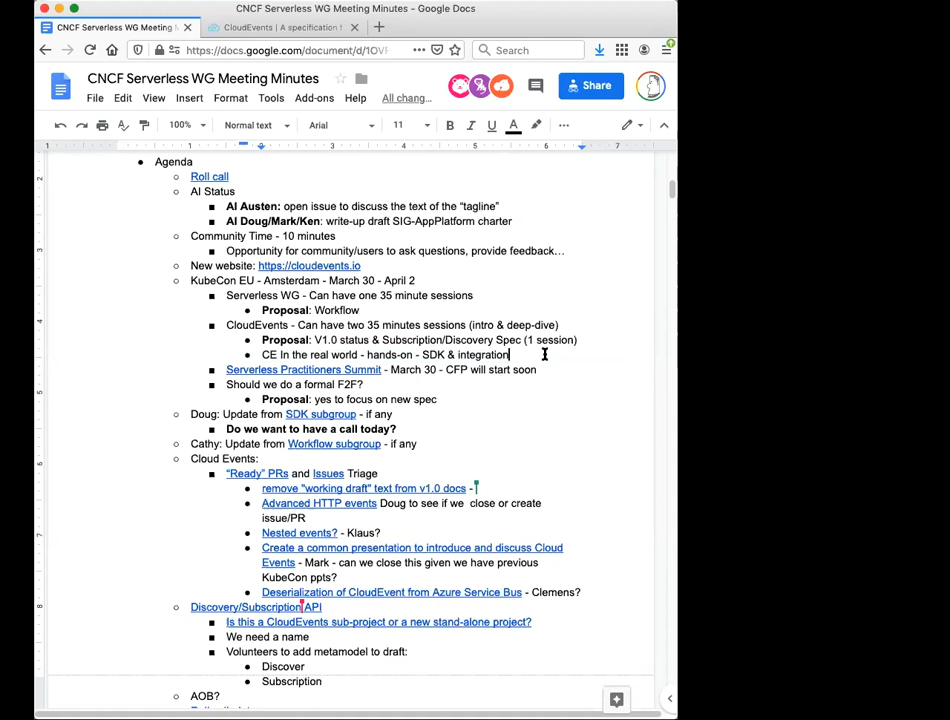 CNCF Serverless WG Meeting Minutes - Google Docs
CNCF Serverless WG Meeting
CloudEvents | A specification f
https://docs.google.com/document/d/1OVF
Search
CNCF Serverless WG Meeting Minutes
File Edit View Insert Format Tools Add-ons Help All chang…
Share
100% Normal text Arial 11 B I U A
1 1 2 3 4 5 6 7
Agenda
Roll call
AI Status
AI Austen: open issue to discuss the text of the “tagline”
AI Doug/Mark/Ken: write-up draft SIG-AppPlatform charter
Community Time - 10 minutes
Opportunity for community/users to ask questions, provide feedback…
New website: https://cloudevents.io
KubeCon EU - Amsterdam - March 30 - April 2
Serverless WG - Can have one 35 minute sessions
Proposal: Workflow
CloudEvents - Can have two 35 minutes sessions (intro & deep-dive)
Proposal: V1.0 status & Subscription/Discovery Spec (1 session)
CE In the real world - hands-on - SDK & integration
Serverless Practitioners Summit - March 30 - CFP will start soon
Should we do a formal F2F?
Proposal: yes to focus on new spec
Doug: Update from SDK subgroup - if any
Do we want to have a call today?
Cathy: Update from Workflow subgroup - if any
Cloud Events:
“Ready” PRs and Issues Triage
remove "working draft" text from v1.0 docs -
Advanced HTTP events Doug to see if we close or create
issue/PR
Nested events? - Klaus?
Create a common presentation to introduce and discuss Cloud
Events - Mark - can we close this given we have previous
KubeCon ppts?
Deserialization of CloudEvent from Azure Service Bus - Clemens?
Discovery/Subscription API
Is this a CloudEvents sub-project or a new stand-alone project?
We need a name
Volunteers to add metamodel to draft:
Discover
Subscription
AOB?